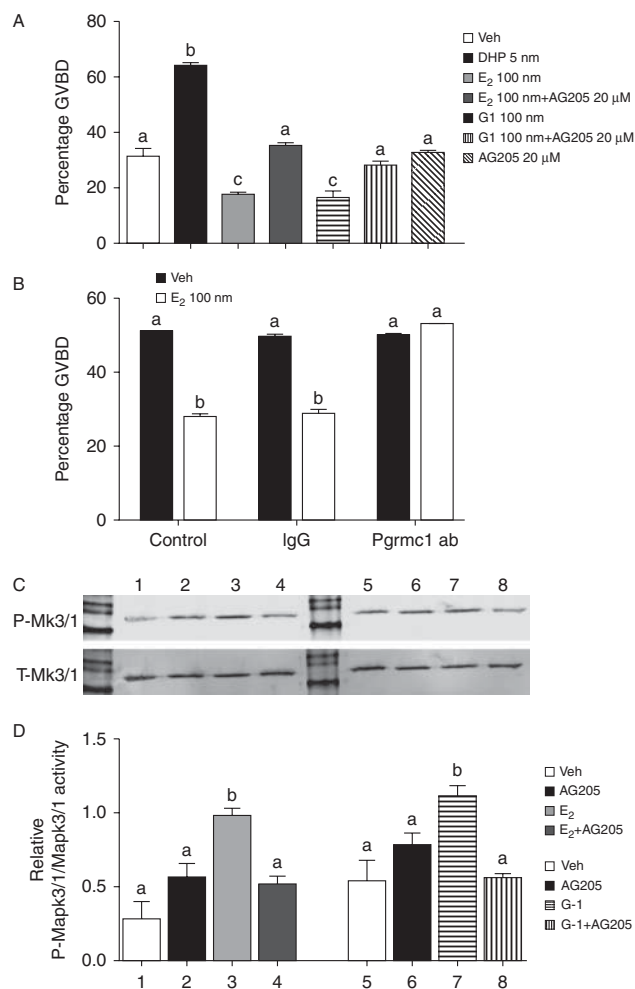 A
80
60
40
20
0
Percentage GVBD
a
b
c
a
c
a
a
Veh
DHP 5 nm
E2 100 nm
E2 100 nm+AG205 20 μM
G1 100 nm
G1 100 nm+AG205 20 μM
AG205 20 μM
B
60
40
20
0
Percentage GVBD
Veh
E2 100 nm
a
b
a
b
a
a
Control IgG Pgrmc1 ab
C
1 2 3 4 5 6 7 8
P-Mk3/1
T-Mk3/1
D
1.5
1.0
0.5
0.0
Relative
P-Mapk3/1/Mapk3/1 activity
a
a
b
a
a
a
b
a
1 2 3 4 5 6 7 8
Veh
AG205
E2
E2+AG205
Veh
AG205
G-1
G-1+AG205